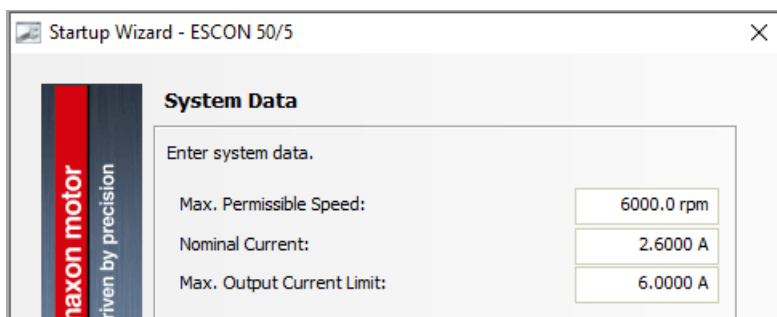 Startup Wizard - ESCON 50/5
System Data
Enter system data.
Max. Permissible Speed: 6000.0 rpm
Nominal Current: 2.6000 A
Max. Output Current Limit: 6.0000 A
maxon motor
driven by precision